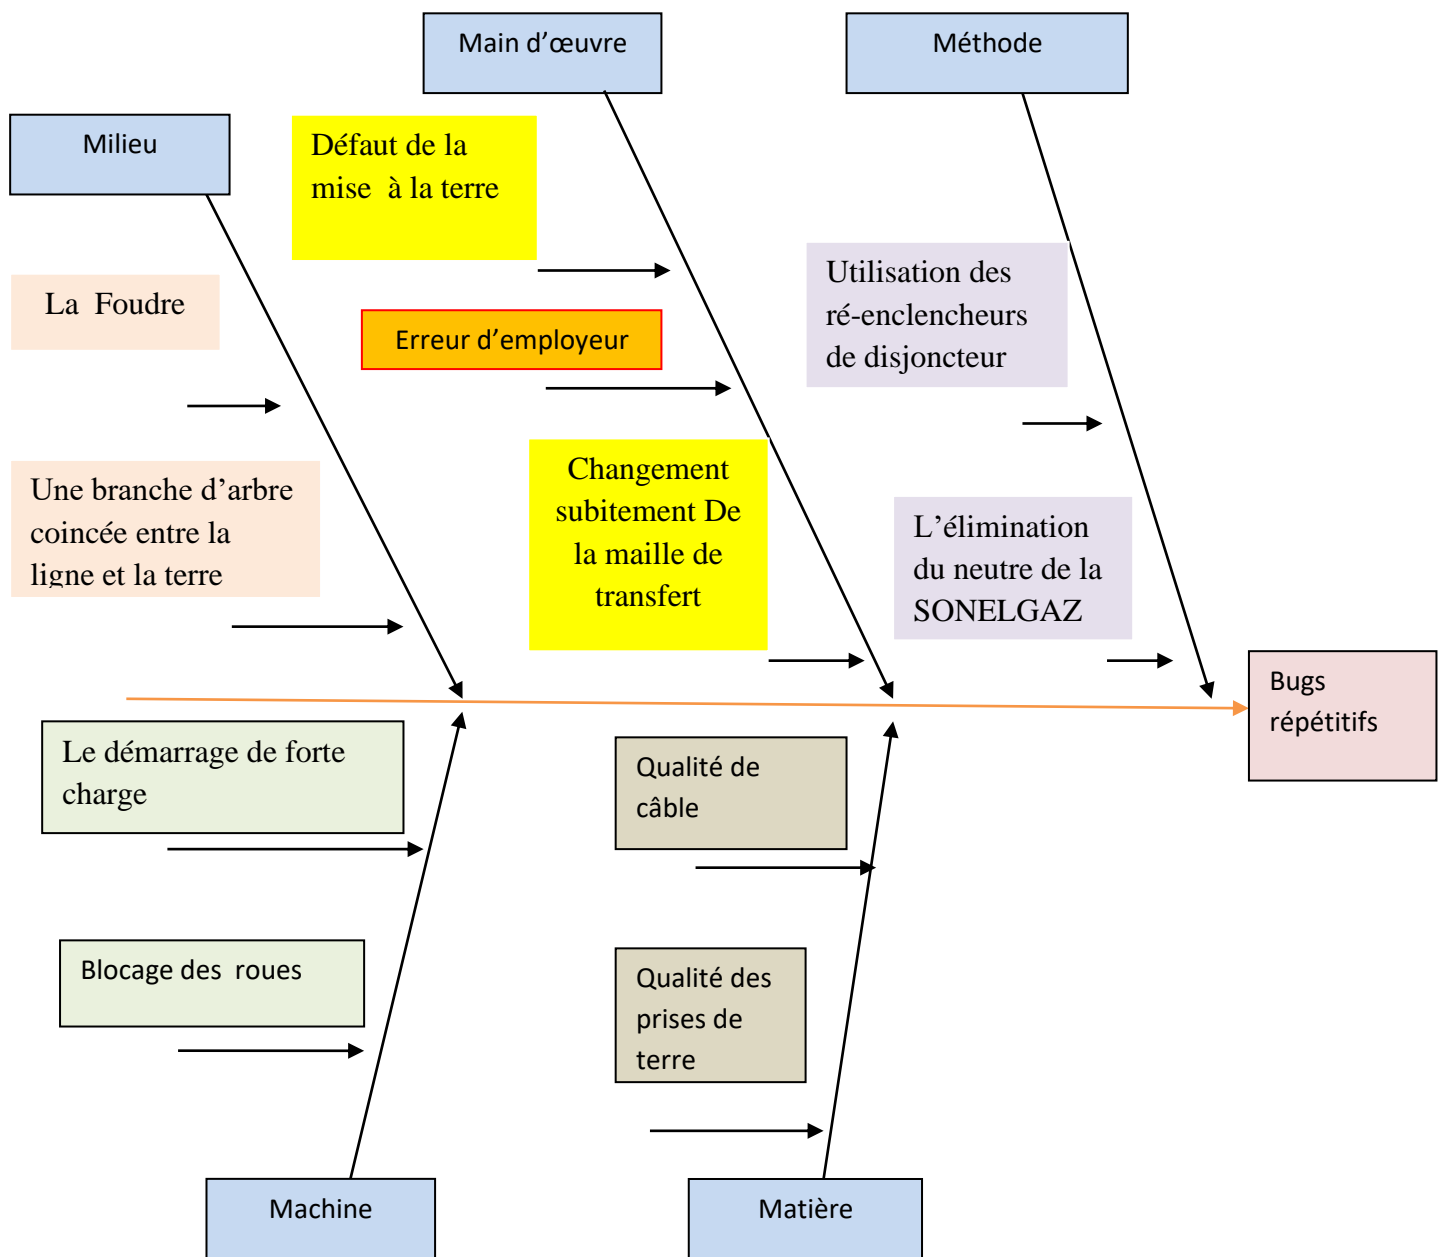 Main d’œuvre
Méthode
Milieu
Défaut de la
mise à la terre
La Foudre
Utilisation des
ré-enclencheurs
de disjoncteur
Erreur d’employeur
Une branche d’arbre
coincée entre la
ligne et la terre
Changement
subitement De
la maille de
transfert
L’élimination
du neutre de la
SONELGAZ
Bugs
répétitifs
Le démarrage de forte
charge
Qualité de
câble
Blocage des roues
Qualité des
prises de
terre
Machine
Matière